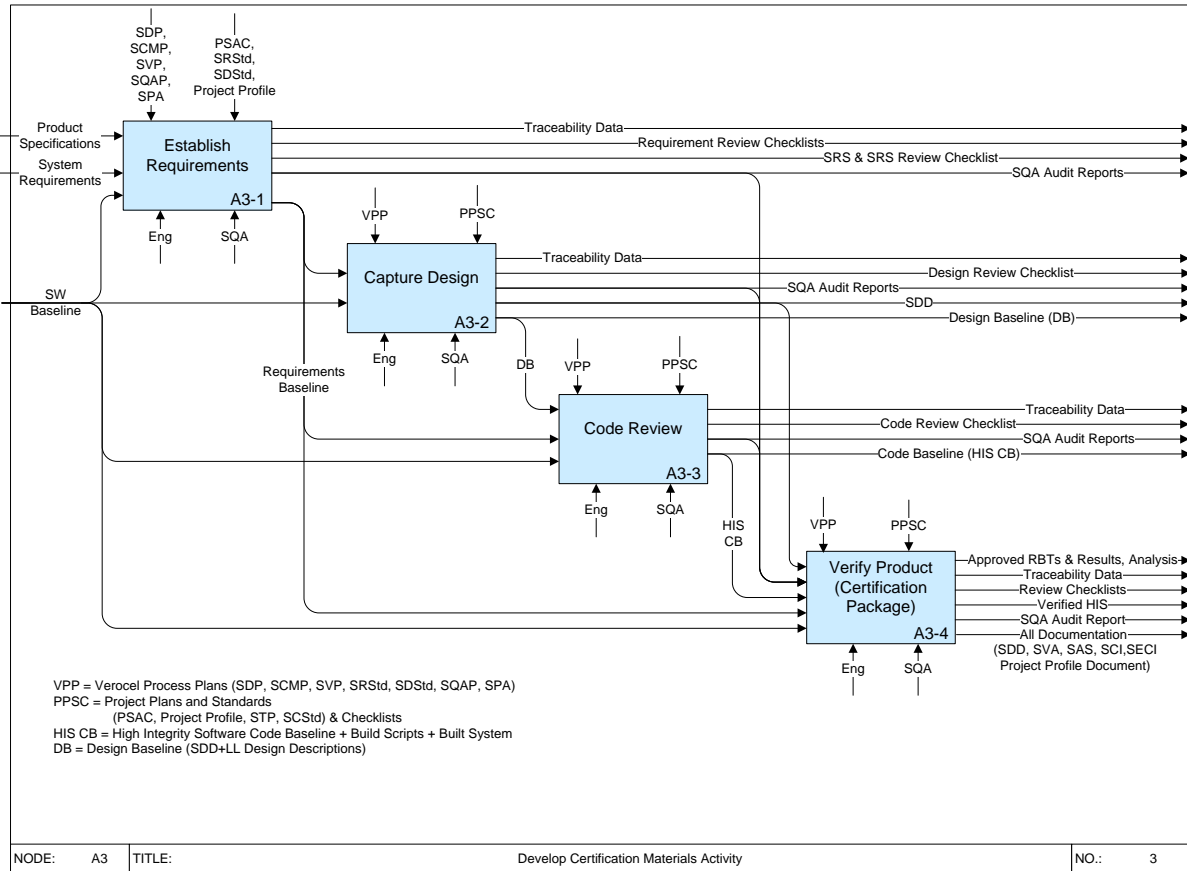 SDP,
SCMP,
SVP,
SQAP,
SPA
PSAC,
SRStd,
SDStd,
Project Profile
Product
Specifications
System
Requirements
Establish
Requirements
A3-1
Traceability Data
Requirement Review Checklists
SRS & SRS Review Checklist
SQA Audit Reports
Eng
SQA
VPP
PPSC
SW
Baseline
Capture Design
A3-2
Traceability Data
Design Review Checklist
SQA Audit Reports
SDD
Design Baseline (DB)
Eng
SQA
Requirements
Baseline
DB
VPP
PPSC
Code Review
A3-3
Traceability Data
Code Review Checklist
SQA Audit Reports
Code Baseline (HIS CB)
Eng
SQA
HIS
CB
VPP
PPSC
Verify Product
(Certification
Package)
A3-4
Approved RBTs & Results, Analysis
Traceability Data
Review Checklists
Verified HIS
SQA Audit Report
All Documentation
(SDD, SVA, SAS, SCI,SECI
Project Profile Document)
Eng
SQA
VPP = Verocel Process Plans (SDP, SCMP, SVP, SRStd, SDStd, SQAP, SPA)
PPSC = Project Plans and Standards
(PSAC, Project Profile, STP, SCStd) & Checklists
HIS CB = High Integrity Software Code Baseline + Build Scripts + Built System
DB = Design Baseline (SDD+LL Design Descriptions)
NODE: A3 TITLE: Develop Certification Materials Activity NO.: 3